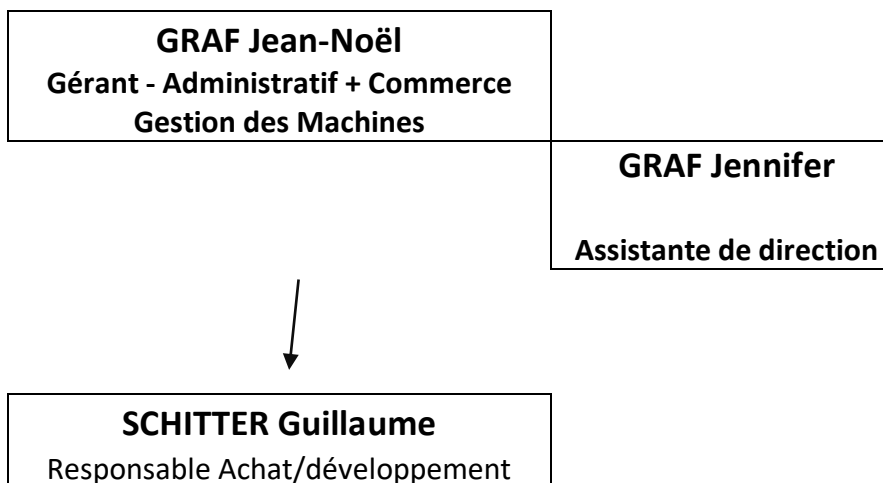 GRAF Jean-Noël
Gérant - Administratif + Commerce
Gestion des Machines
GRAF Jennifer
Assistante de direction
SCHITTER Guillaume
Responsable Achat/développement